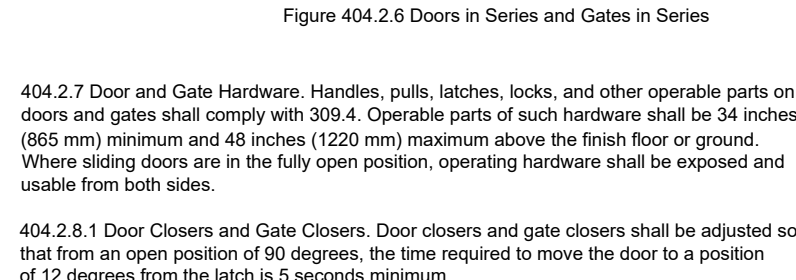 Figure 404.2.6 Doors in Series and Gates in Series
404.2.7 Door and Gate Hardware. Handles, pulls, latches, locks, and other operable parts on
doors and gates shall comply with 309.4. Operable parts of such hardware shall be 34 inches
(865 mm) minimum and 48 inches (1220 mm) maximum above the finish floor or ground.
Where sliding doors are in the fully open position, operating hardware shall be exposed and
usable from both sides.
404.2.8.1 Door Closers and Gate Closers. Door closers and gate closers shall be adjusted so
that from an open position of 90 degrees, the time required to move the door to a position
of 12 degrees from the latch is 5 seconds minimum